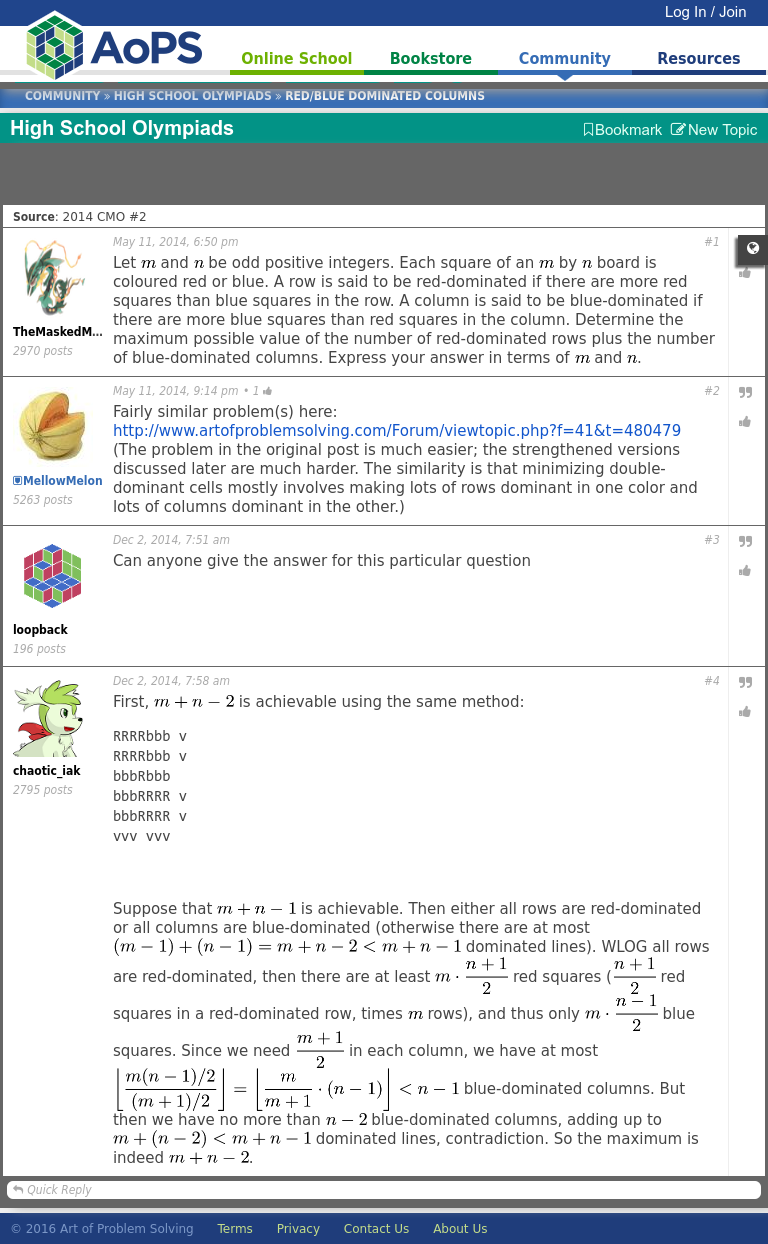 Log In / Join
AoPS
Online School Bookstore Community Resources
COMMUNITY » HIGH SCHOOL OLYMPIADS » RED/BLUE DOMINATED COLUMNS
High School Olympiads Bookmark New Topic
Source: 2014 CMO #2
May 11, 2014, 6:50 pm #1
Let m and n be odd positive integers. Each square of an m by n board is
coloured red or blue. A row is said to be red-dominated if there are more red
squares than blue squares in the row. A column is said to be blue-dominated if
there are more blue squares than red squares in the column. Determine the
maximum possible value of the number of red-dominated rows plus the number
of blue-dominated columns. Express your answer in terms of m and n.
TheMaskedM...
2970 posts
May 11, 2014, 9:14 pm • 1 #2
Fairly similar problem(s) here:
http://www.artofproblemsolving.com/Forum/viewtopic.php?f=41&t=480479
(The problem in the original post is much easier; the strengthened versions
discussed later are much harder. The similarity is that minimizing double-
dominant cells mostly involves making lots of rows dominant in one color and
lots of columns dominant in the other.)
MellowMelon
5263 posts
Dec 2, 2014, 7:51 am #3
Can anyone give the answer for this particular question
loopback
196 posts
Dec 2, 2014, 7:58 am #4
First, m + n − 2 is achievable using the same method:
RRRRbbb v
RRRRbbb v
bbbRbbb
bbbRRRR v
bbbRRRR v
vvv vvv
chaotic_iak
2795 posts
Suppose that m + n − 1 is achievable. Then either all rows are red-dominated
or all columns are blue-dominated (otherwise there are at most
(m − 1) + (n − 1) = m + n − 2 < m + n − 1 dominated lines). WLOG all rows
are red-dominated, then there are at least m · (n + 1)/2 red squares ((n + 1)/2 red
squares in a red-dominated row, times m rows), and thus only m · (n − 1)/2 blue
squares. Since we need (m + 1)/2 in each column, we have at most
⌊(m(n − 1)/2)/((m + 1)/2)⌋ = ⌊m/(m + 1) · (n − 1)⌋ < n − 1 blue-dominated columns. But
then we have no more than n − 2 blue-dominated columns, adding up to
m + (n − 2) < m + n − 1 dominated lines, contradiction. So the maximum is
indeed m + n − 2.
Quick Reply
© 2016 Art of Problem Solving Terms Privacy Contact Us About Us